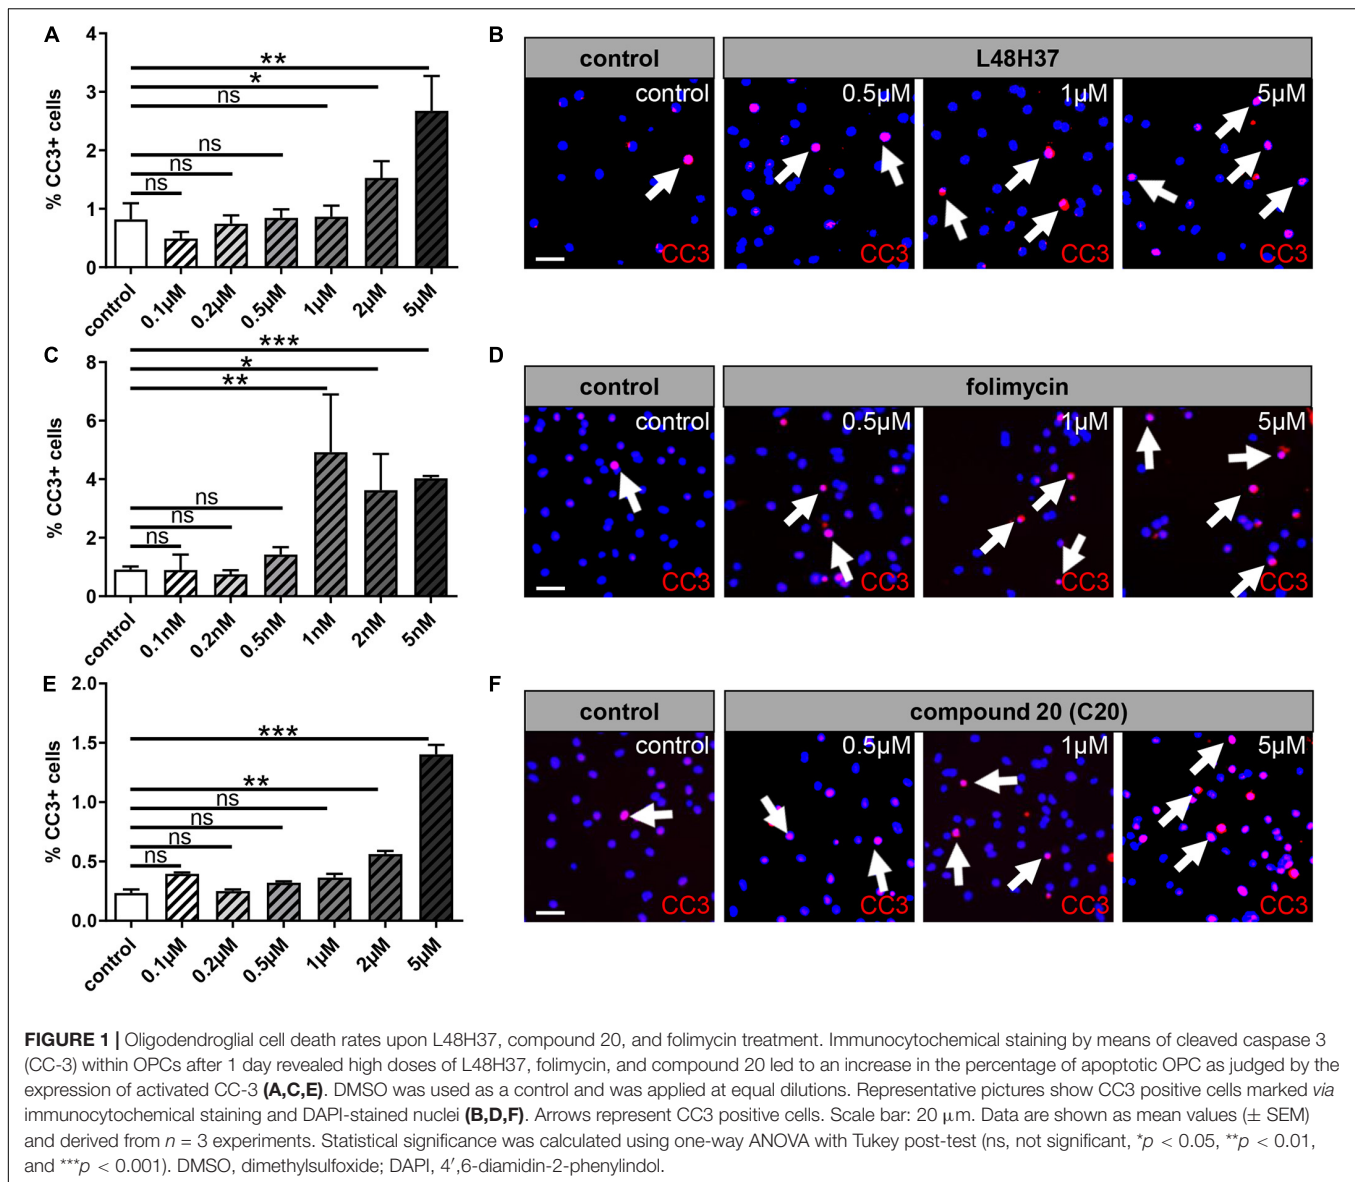 A
% CC3+ cells
4
3
2
1
0
**
*
ns
ns
ns
ns
control
0.1µM
0.2µM
0.5µM
1µM
2µM
5µM
B
control
L48H37
control
0.5µM
1µM
5µM
CC3
CC3
CC3
CC3
C
% CC3+ cells
8
6
4
2
0
***
*
**
ns
ns
ns
control
0.1nM
0.2nM
0.5nM
1nM
2nM
5nM
D
control
folimycin
control
0.5µM
1µM
5µM
CC3
CC3
CC3
CC3
E
% CC3+ cells
2.0
1.5
1.0
0.5
0.0
***
**
ns
ns
ns
ns
control
0.1µM
0.2µM
0.5µM
1µM
2µM
5µM
F
control
compound 20 (C20)
control
0.5µM
1µM
5µM
CC3
CC3
CC3
CC3
FIGURE 1 | Oligodendroglial cell death rates upon L48H37, compound 20, and folimycin treatment. Immunocytochemical staining by means of cleaved caspase 3
(CC-3) within OPCs after 1 day revealed high doses of L48H37, folimycin, and compound 20 led to an increase in the percentage of apoptotic OPC as judged by the
expression of activated CC-3 (A,C,E). DMSO was used as a control and was applied at equal dilutions. Representative pictures show CC3 positive cells marked via
immunocytochemical staining and DAPI-stained nuclei (B,D,F). Arrows represent CC3 positive cells. Scale bar: 20 µm. Data are shown as mean values (± SEM)
and derived from n = 3 experiments. Statistical significance was calculated using one-way ANOVA with Tukey post-test (ns, not significant, *p < 0.05, **p < 0.01,
and ***p < 0.001). DMSO, dimethylsulfoxide; DAPI, 4′,6-diamidin-2-phenylindol.